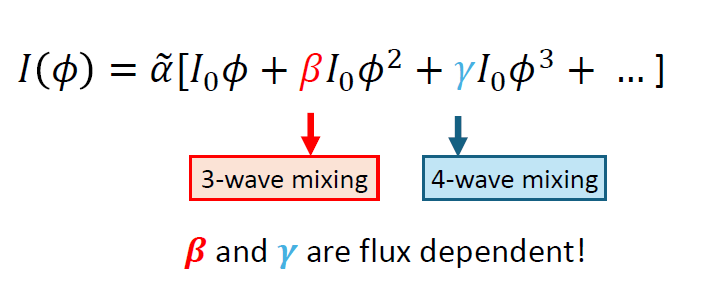 I(ϕ) = α̃[I₀ϕ + βI₀ϕ² + γI₀ϕ³ + ... ]
3-wave mixing 4-wave mixing
β and γ are flux dependent!